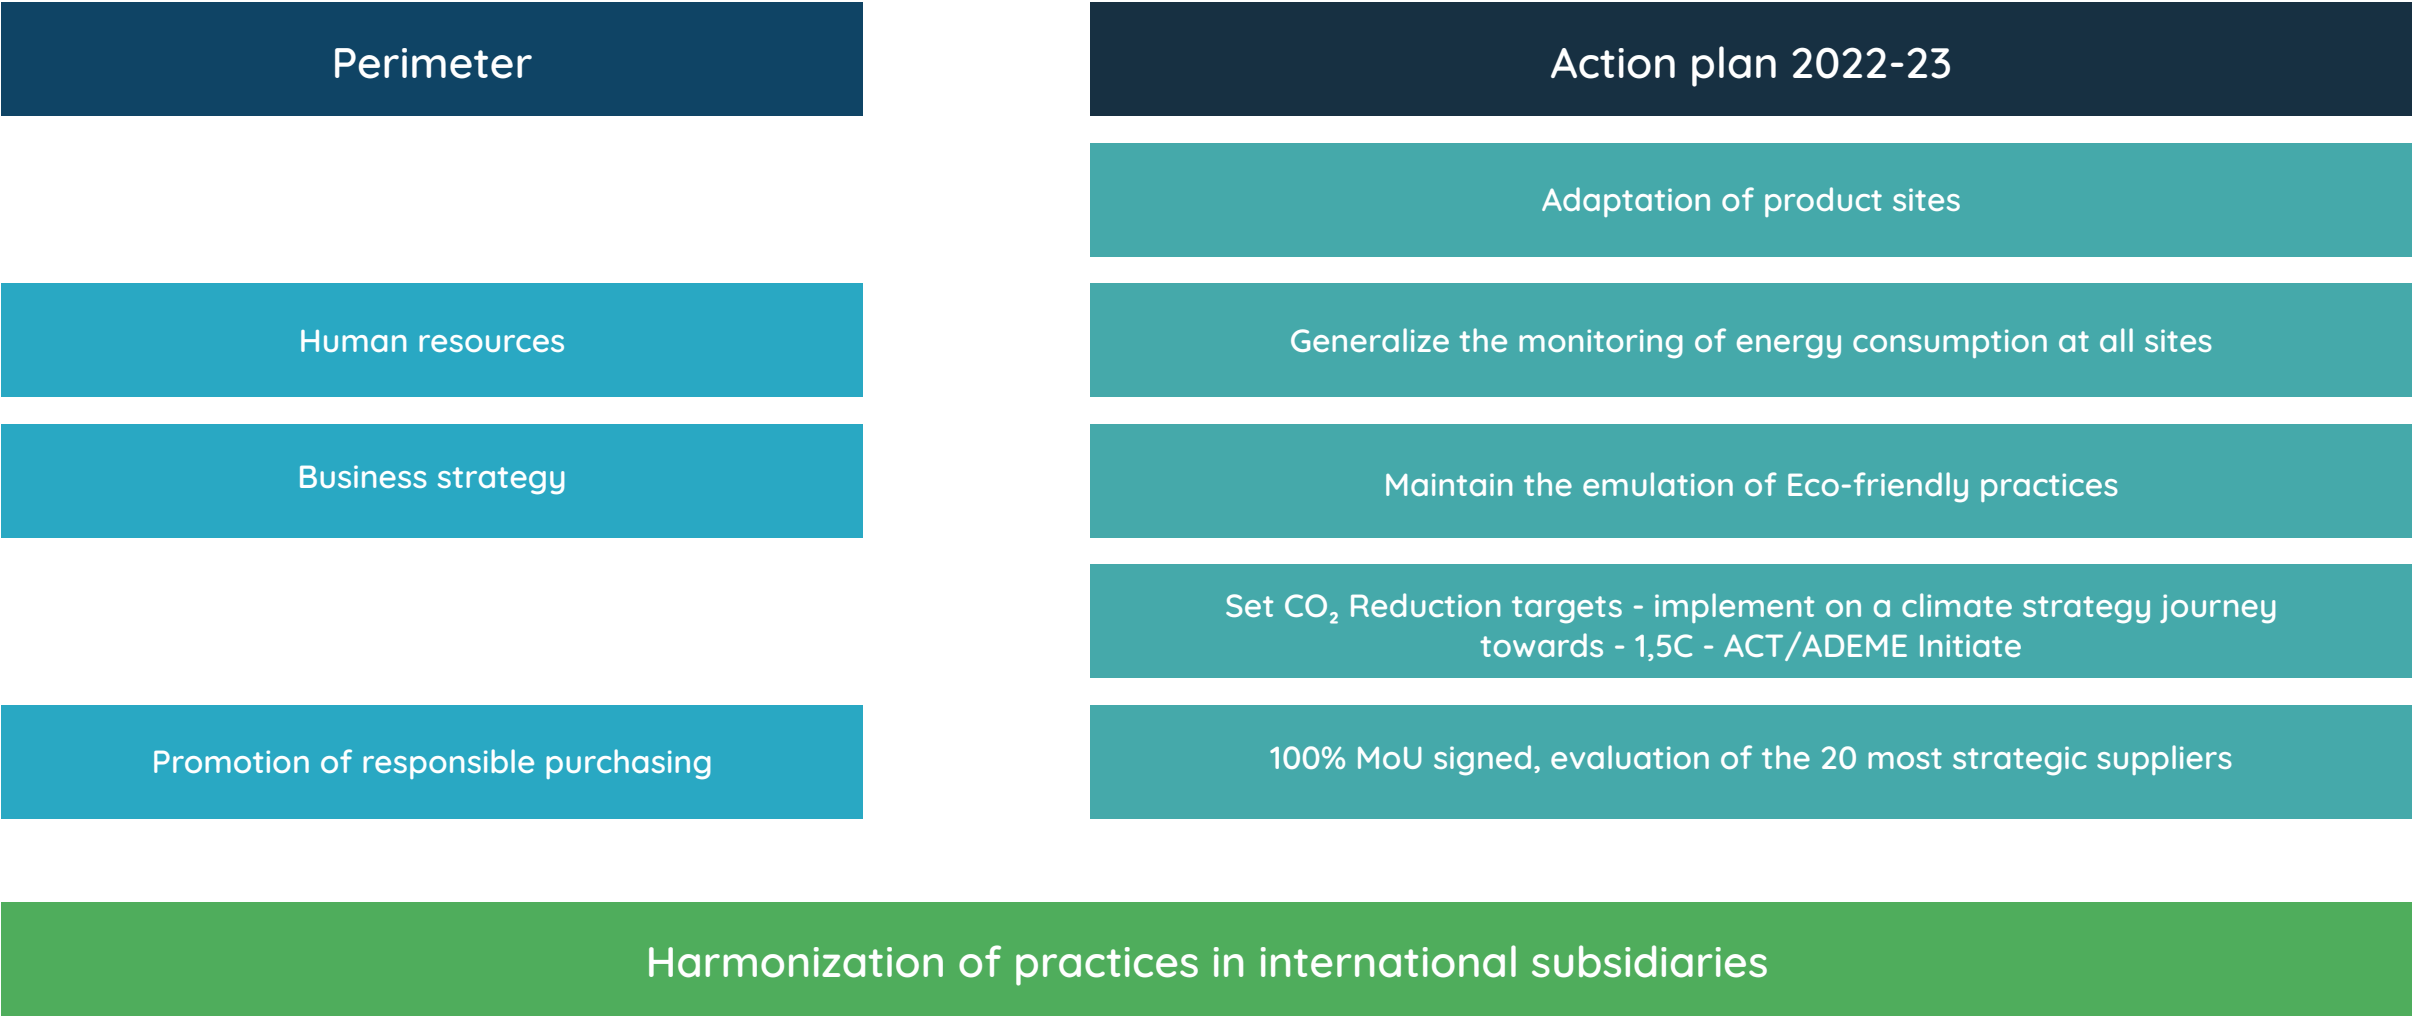 Perimeter
Action plan 2022-23
Adaptation of product sites
Human resources
Generalize the monitoring of energy consumption at all sites
Business strategy
Maintain the emulation of Eco-friendly practices
Set CO₂ Reduction targets - implement on a climate strategy journey
towards - 1,5C - ACT/ADEME Initiate
Promotion of responsible purchasing
100% MoU signed, evaluation of the 20 most strategic suppliers
Harmonization of practices in international subsidiaries